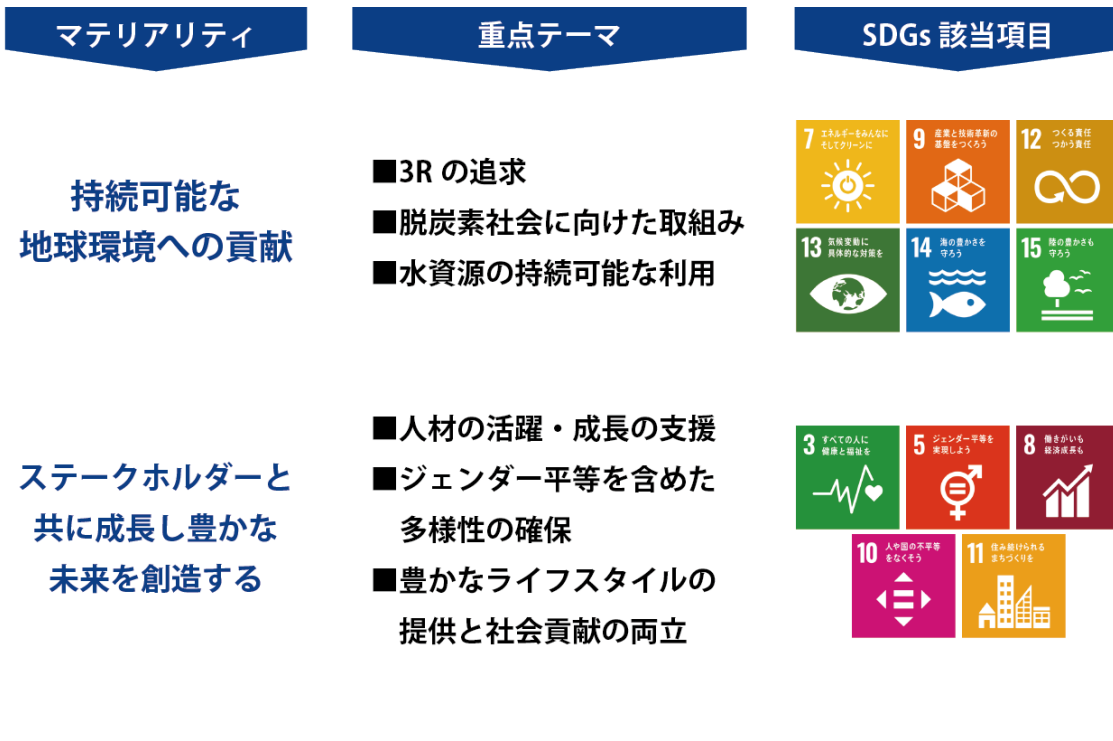 マテリアリティ
重点テーマ
SDGs 該当項目
持続可能な
地球環境への貢献
■3R の追求
■脱炭素社会に向けた取組み
■水資源の持続可能な利用
7 エネルギーをみんなに
そしてクリーンに
9 産業と技術革新の
基盤をつくろう
12 つくる責任
つかう責任
13 気候変動に
具体的な対策を
14 海の豊かさを
守ろう
15 陸の豊かさも
守ろう
ステークホルダーと
共に成長し豊かな
未来を創造する
■人材の活躍・成長の支援
■ジェンダー平等を含めた
多様性の確保
■豊かなライフスタイルの
提供と社会貢献の両立
3 すべての人に
健康と福祉を
5 ジェンダー平等を
実現しよう
8 働きがいも
経済成長も
10 人や国の不平等
をなくそう
11 住み続けられる
まちづくりを